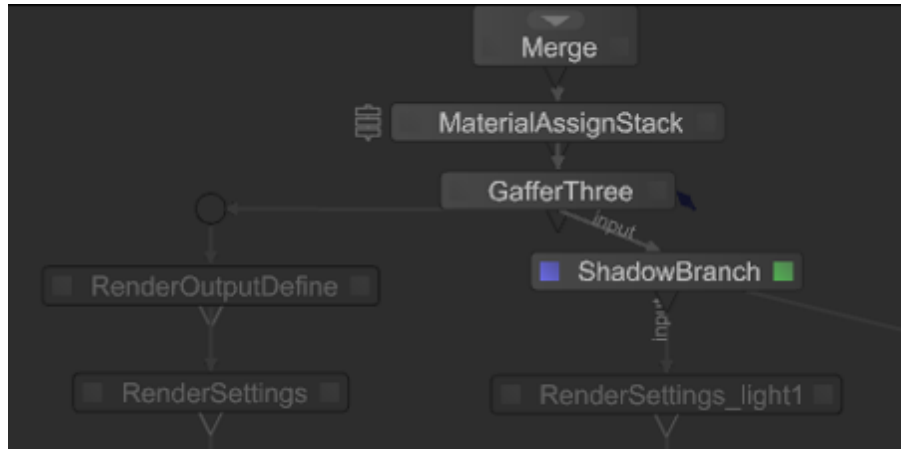 Merge
MaterialAssignStack
GafferThree
input
ShadowBranch
RenderOutputDefine
input
RenderSettings
RenderSettings_light1